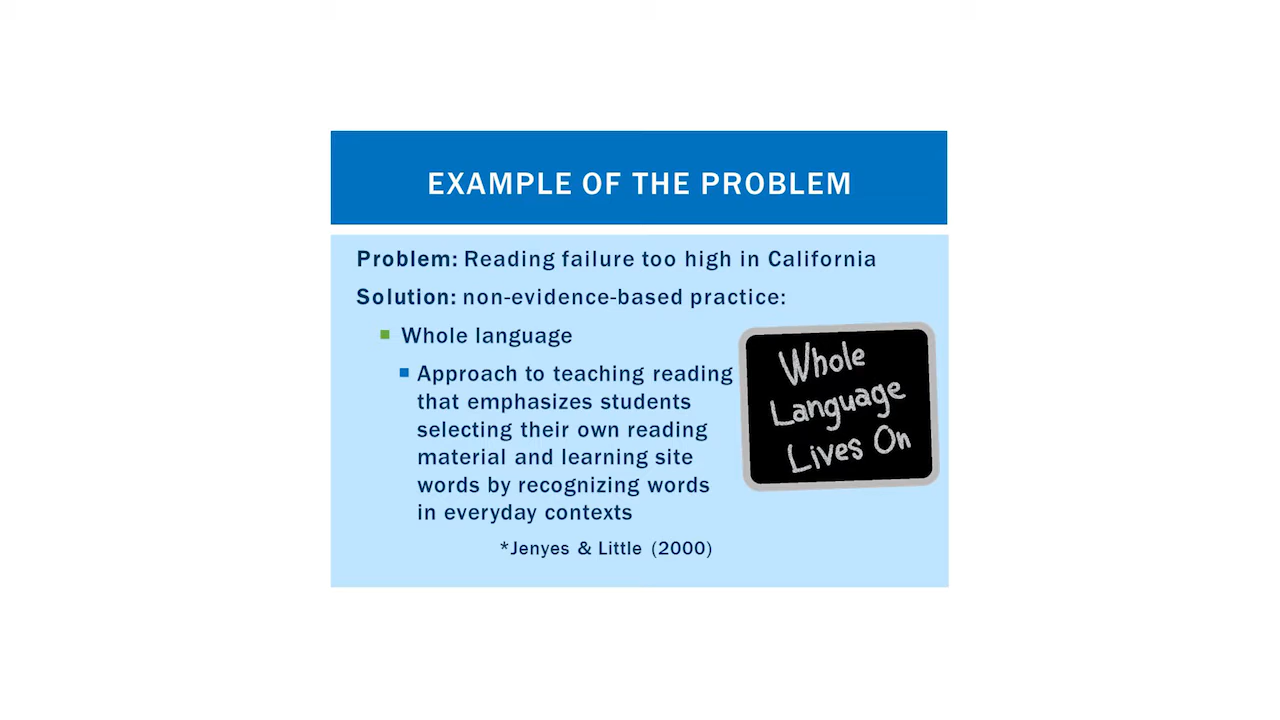 EXAMPLE OF THE PROBLEM
Problem: Reading failure too high in California
Solution: non-evidence-based practice:
Whole language
Approach to teaching reading
that emphasizes students
selecting their own reading
material and learning site
words by recognizing words
in everyday contexts
*Jenyes & Little (2000)
Whole
Language
Lives On